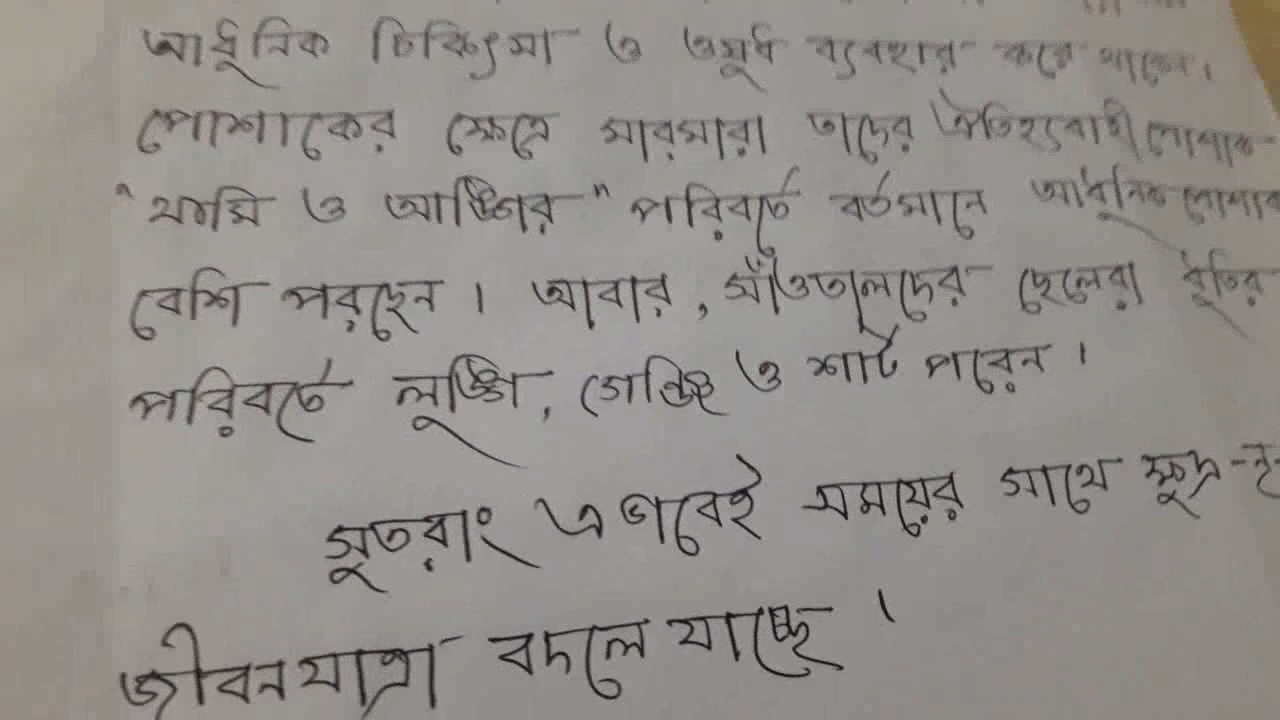 আধুনিক চিকিৎসা ও ওষুধ ব্যবহার করে থাকেন।
পোশাকের ক্ষেত্রে মারমারা তাদের ঐতিহ্যবাহী পোশাক
"থামি ও আঙ্গির" পরিবর্তে বর্তমানে আধুনিক পোশাক
বেশি পরছেন। আবার, সাঁওতালদের ছেলেরা ধুতির
পরিবর্তে লুঙ্গি, গেঞ্জি ও শার্ট পরেন।
সুতরাং এভাবেই সময়ের সাথে ক্ষুদ্র-নৃ-
জীবনযাত্রা বদলে যাচ্ছে।